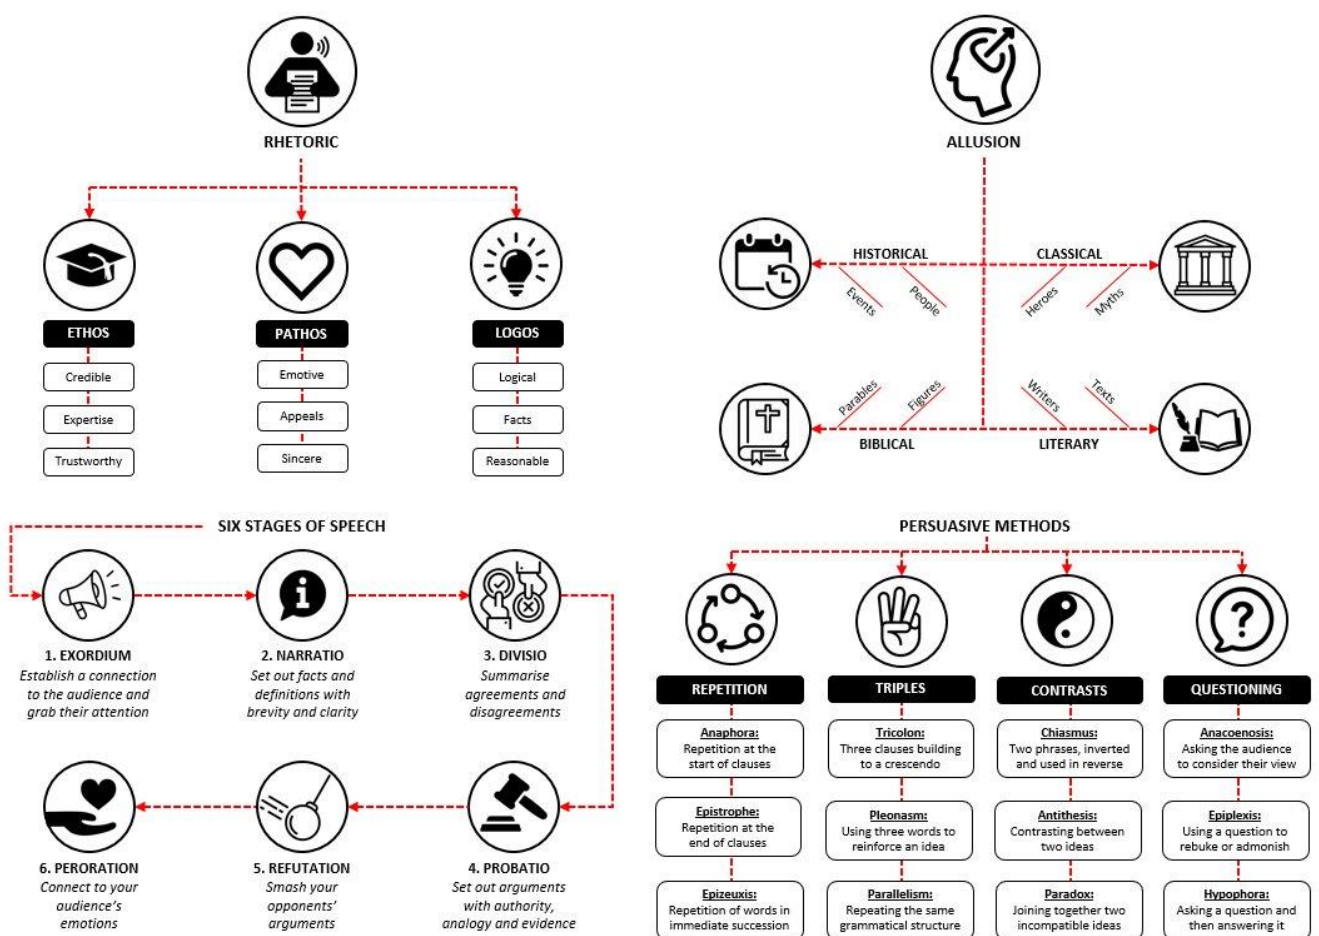 RHETORIC
ETHOS
Credible
Expertise
Trustworthy
PATHOS
Emotive
Appeals
Sincere
LOGOS
Logical
Facts
Reasonable
ALLUSION
HISTORICAL
Events
People
CLASSICAL
Heroes
Myths
Parables
Figures
BIBLICAL
Writers
Texts
LITERARY
SIX STAGES OF SPEECH
1. EXORDIUM
Establish a connection
to the audience and
grab their attention
2. NARRATIO
Set out facts and
definitions with
brevity and clarity
3. DIVISIO
Summarise
agreements and
disagreements
4. PROBATIO
Set out arguments
with authority,
analogy and evidence
5. REFUTATION
Smash your
opponents'
arguments
6. PERORATION
Connect to your
audience's
emotions
PERSUASIVE METHODS
REPETITION
Anaphora:
Repetition at the
start of clauses
Epistrophe:
Repetition at the
end of clauses
Epizeuxis:
Repetition of words in
immediate succession
TRIPLES
Tricolon:
Three clauses building
to a crescendo
Pleonasm:
Using three words to
reinforce an idea
Parallelism:
Repeating the same
grammatical structure
CONTRASTS
Chiasmus:
Two phrases, inverted
and used in reverse
Antithesis:
Contrasting between
two ideas
Paradox:
Joining together two
incompatible ideas
QUESTIONING
Anacoenosis:
Asking the audience
to consider their view
Epiplexis:
Using a question to
rebuke or admonish
Hypophora:
Asking a question and
then answering it